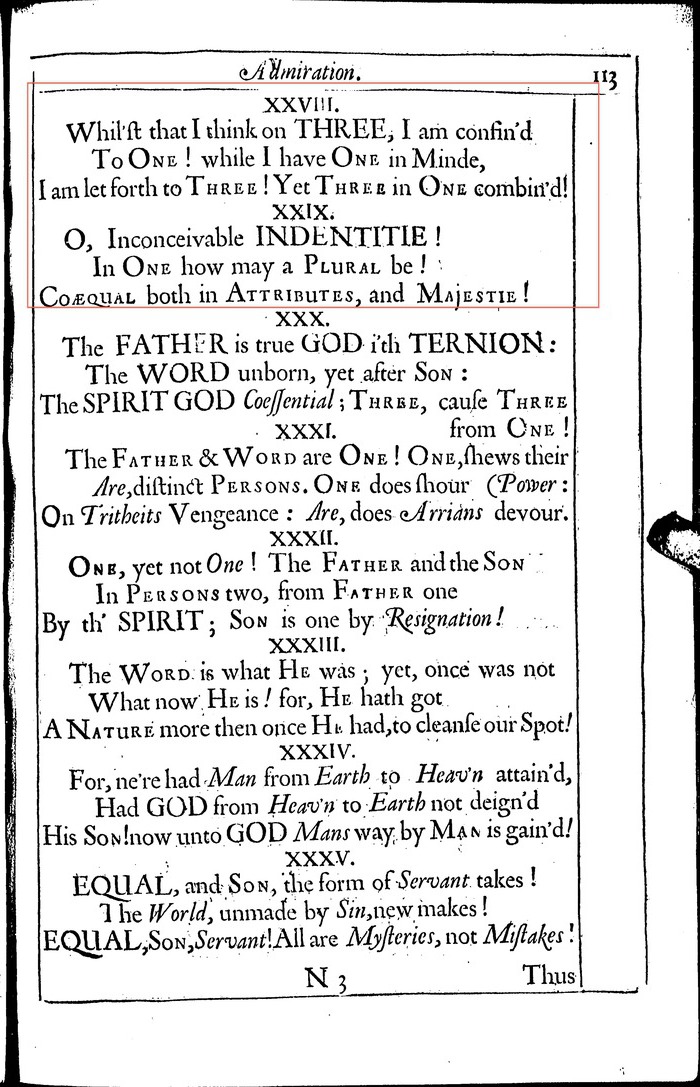 Admiration. 113
XXVIII.
Whil'ſt that I think on THREE, I am confin'd
To ONE ! while I have ONE in Minde,
I am let forth to THREE ! Yet THREE in ONE combin'd!
XXIX.
O, Inconceivable INDENTITIE !
In ONE how may a PLURAL be !
COÆQUAL both in ATTRIBUTES, and MAJESTIE !
XXX.
The FATHER is true GOD i'th TERNION :
The WORD unborn, yet after SON :
The SPIRIT GOD Coeſſential ; THREE, cauſe THREE
XXXI. from ONE !
The FATHER & WORD are ONE ! ONE, ſhews their
Are, diſtinct PERSONS. ONE does ſhour (Power :
On Tritheits Vengeance : Are, does Arrians devour.
XXXII.
ONE, yet not One ! The FATHER and the SON
In PERSONS two, from FATHER one
By th' SPIRIT ; SON is one by Resignation !
XXXIII.
The WORD is what HE was ; yet, once was not
What now HE is ! for, HE hath got
A NATURE more then once HE had, to cleanſe our Spot!
XXXIV.
For, ne're had Man from Earth to Heav'n attain'd,
Had GOD from Heav'n to Earth not deign'd
His SON! now unto GOD Mans way by MAN is gain'd!
XXXV.
EQUAL, and SON, the form of Servant takes !
The World, unmade by Sin, new makes !
EQUAL, SON, Servant! All are Myſteries, not Miſtakes !
N 3 Thus